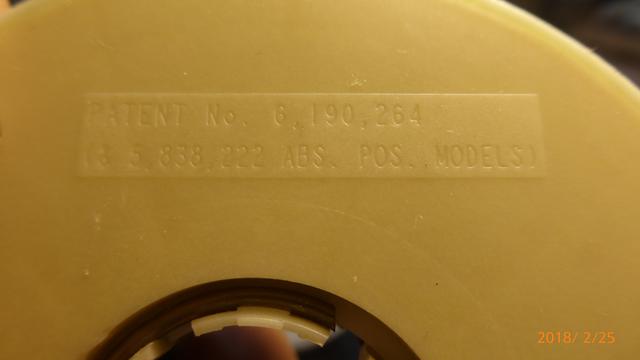 PATENT No. 6,190,264
(& 5,838,222 ABS. POS. MODELS)
2018/ 2/25